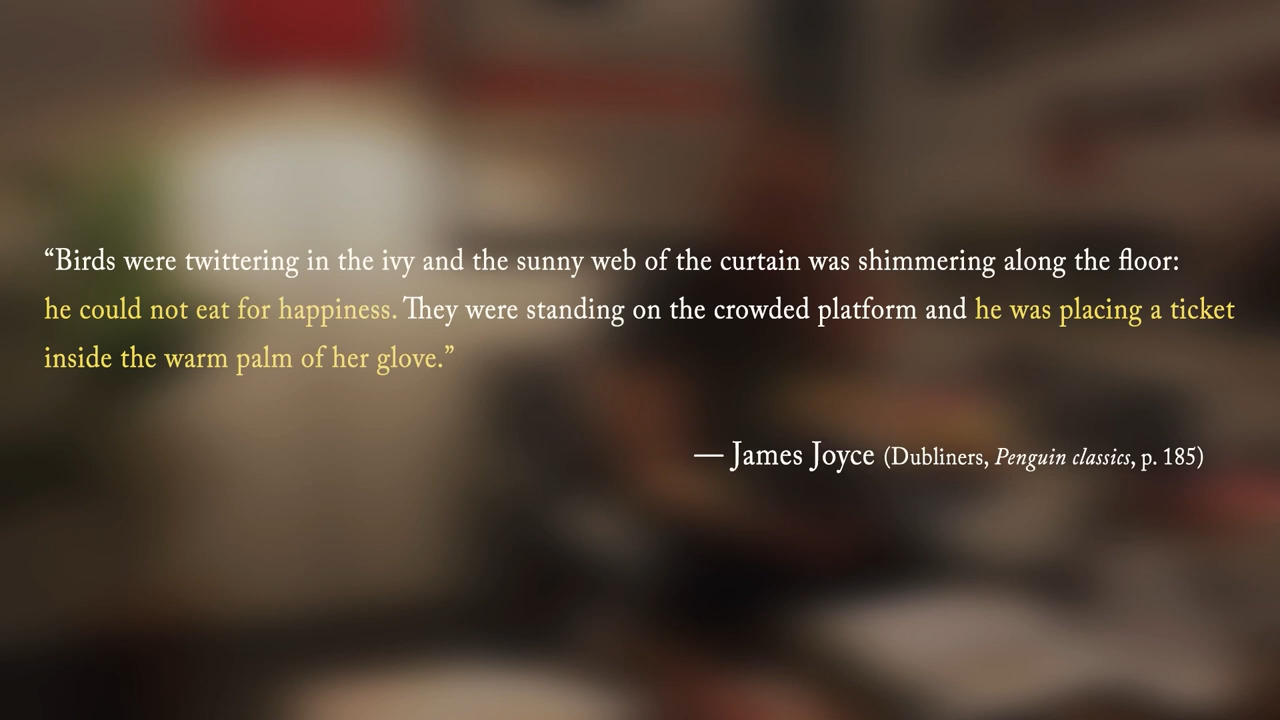 “Birds were twittering in the ivy and the sunny web of the curtain was shimmering along the floor:
he could not eat for happiness. They were standing on the crowded platform and he was placing a ticket
inside the warm palm of her glove.”
— James Joyce (Dubliners, Penguin classics, p. 185)